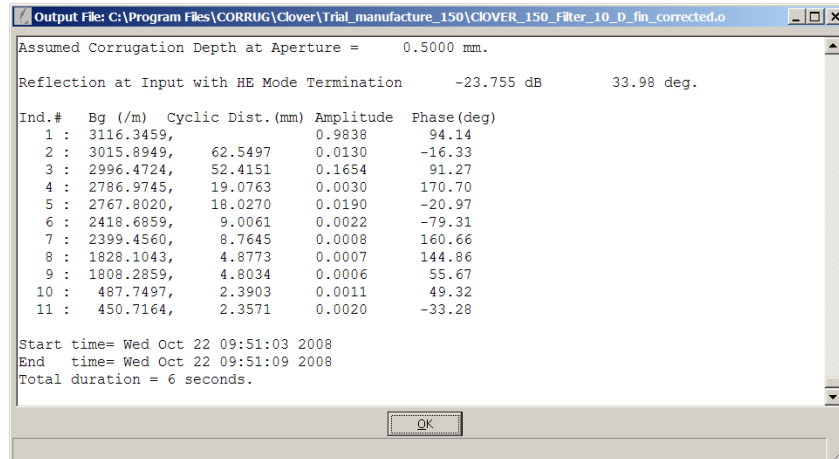 Output File: C:\Program Files\CORRUG\Clover\Trial_manufacture_150\ClOVER_150_Filter_10_D_fin_corrected.o
Assumed Corrugation Depth at Aperture = 0.5000 mm.
Reflection at Input with HE Mode Termination -23.755 dB 33.98 deg.
Ind.# Bg (/m) Cyclic Dist.(mm) Amplitude Phase(deg)
1 : 3116.3459, 0.9838 94.14
2 : 3015.8949, 62.5497 0.0130 -16.33
3 : 2996.4724, 52.4151 0.1654 91.27
4 : 2786.9745, 19.0763 0.0030 170.70
5 : 2767.8020, 18.0270 0.0190 -20.97
6 : 2418.6859, 9.0061 0.0022 -79.31
7 : 2399.4560, 8.7645 0.0008 160.66
8 : 1828.1043, 4.8773 0.0007 144.86
9 : 1808.2859, 4.8034 0.0006 55.67
10 : 487.7497, 2.3903 0.0011 49.32
11 : 450.7164, 2.3571 0.0020 -33.28
Start time= Wed Oct 22 09:51:03 2008
End time= Wed Oct 22 09:51:09 2008
Total duration = 6 seconds.
OK